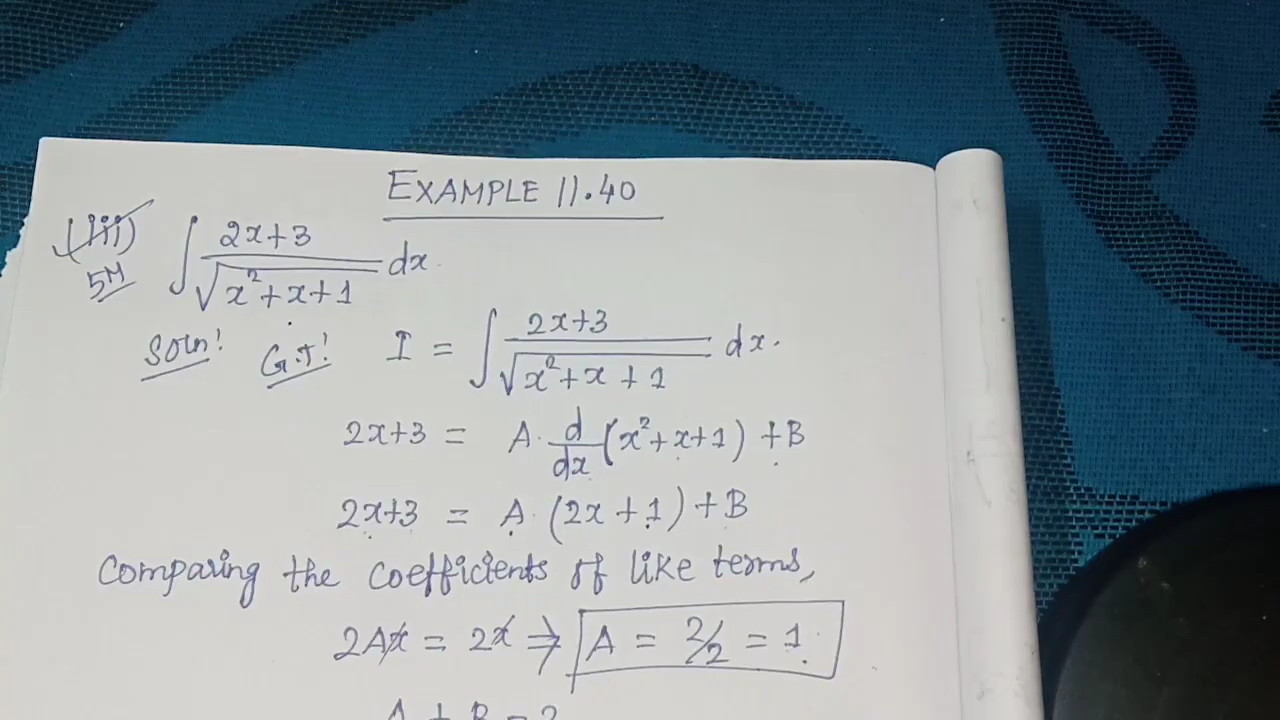 EXAMPLE 11.40
(iii) ∫ (2x+3)/√(x²+x+1) dx.
5M
Soln! G.I! I = ∫ (2x+3)/√(x²+x+1) dx.
2x+3 = A. d/dx (x²+x+1) + B
2x+3 = A. (2x+1) + B
Comparing the coefficients of like terms,
2Ax = 2x ⇒ A = 2/2 = 1.
A + B = 3